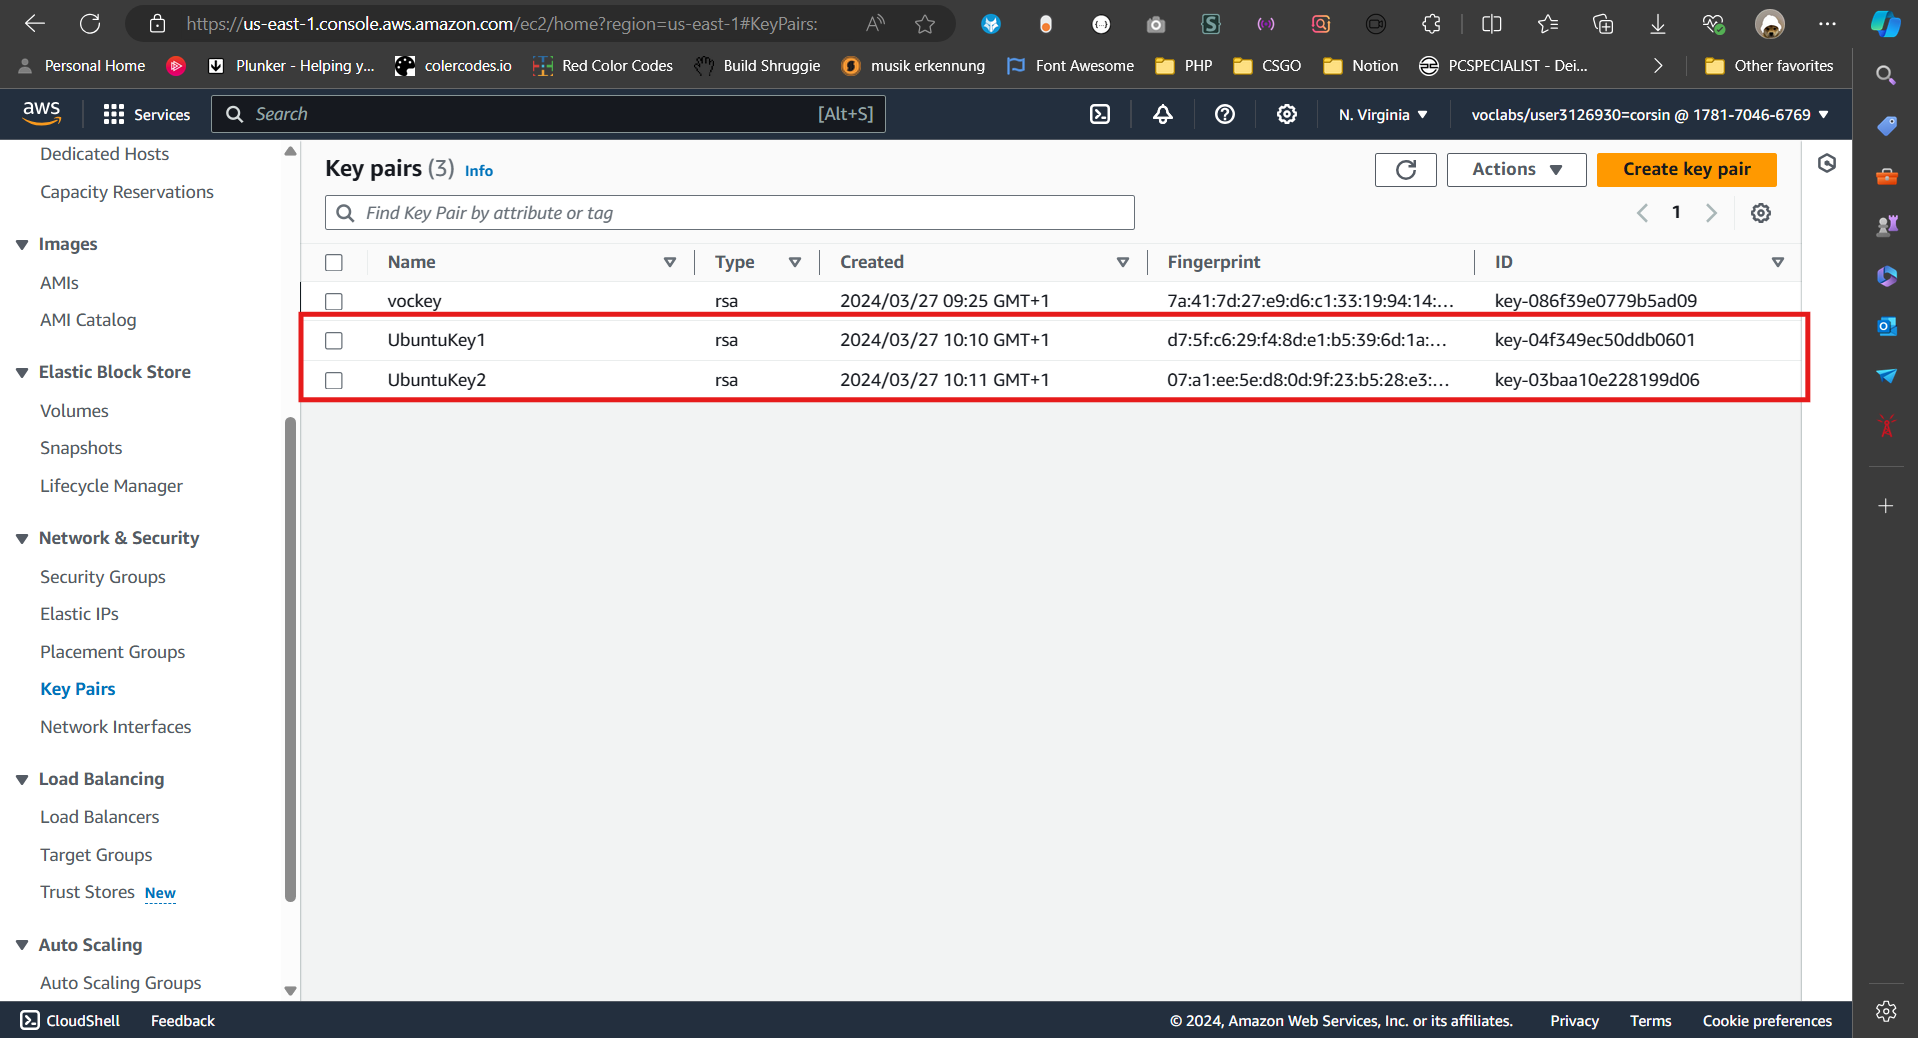 https://us-east-1.console.aws.amazon.com/ec2/home?region=us-east-1#KeyPairs:
Personal Home
Plunker - Helping y...
colercodes.io
Red Color Codes
Build Shruggie
musik erkennung
Font Awesome
PHP
CSGO
Notion
PCSPECIALIST - Dei...
Other favorites
aws
Services
Search
[Alt+S]
N. Virginia
voclabs/user3126930=corsin @ 1781-7046-6769
Dedicated Hosts
Capacity Reservations
Images
AMIs
AMI Catalog
Elastic Block Store
Volumes
Snapshots
Lifecycle Manager
Network & Security
Security Groups
Elastic IPs
Placement Groups
Key Pairs
Network Interfaces
Load Balancing
Load Balancers
Target Groups
Trust Stores New
Auto Scaling
Auto Scaling Groups
Key pairs (3) Info
Actions
Create key pair
Find Key Pair by attribute or tag
1
Name Type Created Fingerprint ID
vockey rsa 2024/03/27 09:25 GMT+1 7a:41:7d:27:e9:d6:c1:33:19:94:14:... key-086f39e0779b5ad09
UbuntuKey1 rsa 2024/03/27 10:10 GMT+1 d7:5f:c6:29:f4:8d:e1:b5:39:6d:1a:... key-04f349ec50ddb0601
UbuntuKey2 rsa 2024/03/27 10:11 GMT+1 07:a1:ee:5e:d8:0d:9f:23:b5:28:e3:... key-03baa10e228199d06
CloudShell
Feedback
© 2024, Amazon Web Services, Inc. or its affiliates.
Privacy
Terms
Cookie preferences